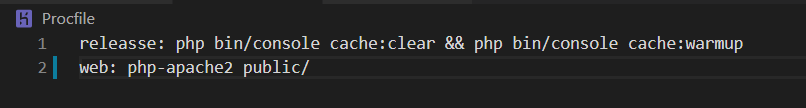 Procfile
1 releasse: php bin/console cache:clear && php bin/console cache:warmup
2 web: php-apache2 public/